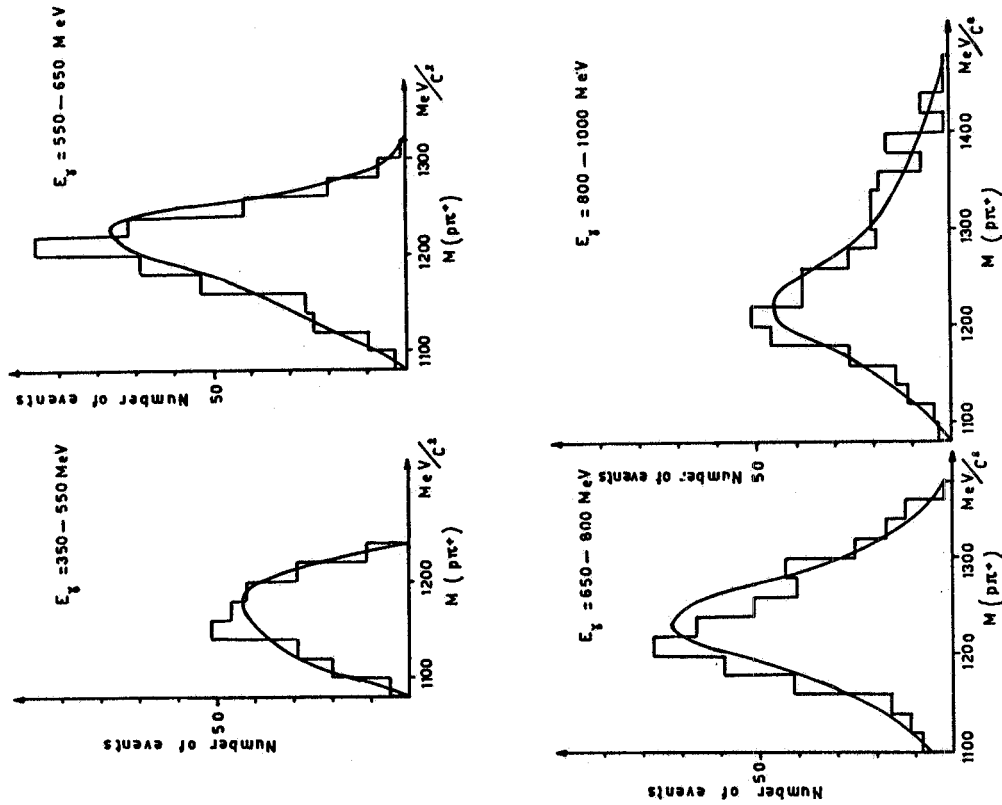 E_γ = 550 — 650 MeV
Number of events
50
1100
1200
1300
MeV/c²
M (pπ⁺)
E_γ = 800 — 1000 MeV
Number of events
50
1100
1200
1300
1400
MeV/c²
M (pπ⁺)
E_γ = 350 — 550 MeV
Number of events
50
1100
1200
MeV/c²
M (pπ⁺)
E_γ = 650 — 800 MeV
Number of events
50
1100
1200
1300
MeV/c²
M (pπ⁺)